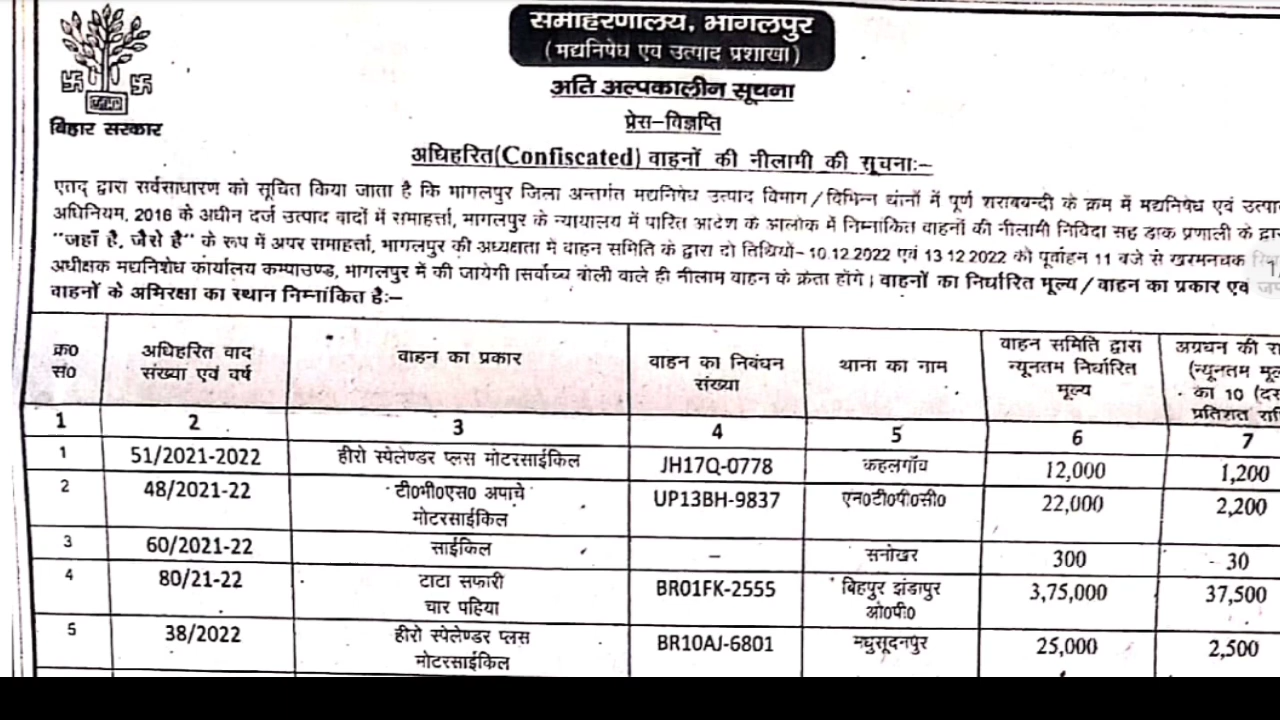 समाहरणालय, भागलपुर
(मद्यनिषेध एवं उत्पाद प्रशाखा)
अति अल्पकालीन सूचना
प्रेस-विज्ञप्ति
बिहार सरकार
अधिहरित(Confiscated) वाहनों की नीलामी की सूचनाः-
एतद् द्वारा सर्वसाधारण को सूचित किया जाता है कि भागलपुर जिला अन्तर्गत मद्यनिषेध उत्पाद विभाग/विभिन्न थानों में पूर्ण शराबबन्दी के क्रम में मद्यनिषेध एवं
अधिनियम, 2016 के अधीन दर्ज उत्पाद वादों में समाहर्त्ता, भागलपुर के न्यायालय में पारित आदेश के आलोक में निम्नांकित वाहनों की नीलामी निविदा सह डाक प्रणाली के
"जहाँ है, जैसे है" के रूप में अपर समाहर्त्ता, भागलपुर की अध्यक्षता में वाहन समिति के द्वारा दो तिथियों- 10.12.2022 एवं 13.12.2022 को पूर्वाहन 11 बजे से खरमनचक
अधीक्षक मद्यनिशेध कार्यालय कम्पाउण्ड, भागलपुर में की जायेगी (सर्वाच्च बोली वाले ही नीलाम वाहन के क्रेता होंगे। वाहनों का निर्धारित मूल्य/वाहन का प्रकार एवं
वाहनों के अभिरक्षा का स्थान निम्नांकित है:-
क्र0 सं0 अधिहरित वाद संख्या एवं वर्ष वाहन का प्रकार वाहन का निबंधन संख्या थाना का नाम वाहन समिति द्वारा न्यूनतम निर्धारित मूल्य अग्रधन की (न्यूनतम का 10 प्रतिशत
1 2 3 4 5 6 7
1 51/2021-2022 हीरो स्पेलेण्डर प्लस मोटरसाईकिल JH17Q-0778 कहलगाँव 12,000 1,200
2 48/2021-22 टी0भी0एस0 अपाचे मोटरसाईकिल UP13BH-9837 एन0टी0पी0सी0 22,000 2,200
3 60/2021-22 साईकिल – सनोखर 300 30
4 80/21-22 टाटा सफारी चार पहिया BR01FK-2555 बिहपुर झंडापुर ओ0पी0 3,75,000 37,500
5 38/2022 हीरो स्पेलेण्डर प्लस मोटरसाईकिल BR10AJ-6801 मधुसूदनपुर 25,000 2,500